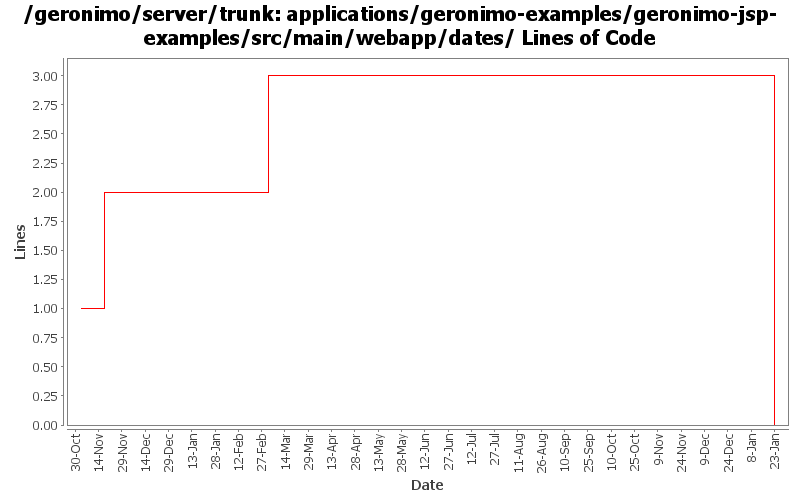 /geronimo/server/trunk: applications/geronimo-examples/geronimo-jsp-
examples/src/main/webapp/dates/ Lines of Code
3.00
2.75
2.50
2.25
2.00
1.75
1.50
1.25
1.00
0.75
0.50
0.25
0.00
Lines
30-Oct
14-Nov
29-Nov
14-Dec
29-Dec
13-Jan
28-Jan
12-Feb
27-Feb
14-Mar
29-Mar
13-Apr
28-Apr
13-May
28-May
12-Jun
27-Jun
12-Jul
27-Jul
11-Aug
26-Aug
10-Sep
25-Sep
10-Oct
25-Oct
9-Nov
24-Nov
9-Dec
24-Dec
8-Jan
23-Jan
Date